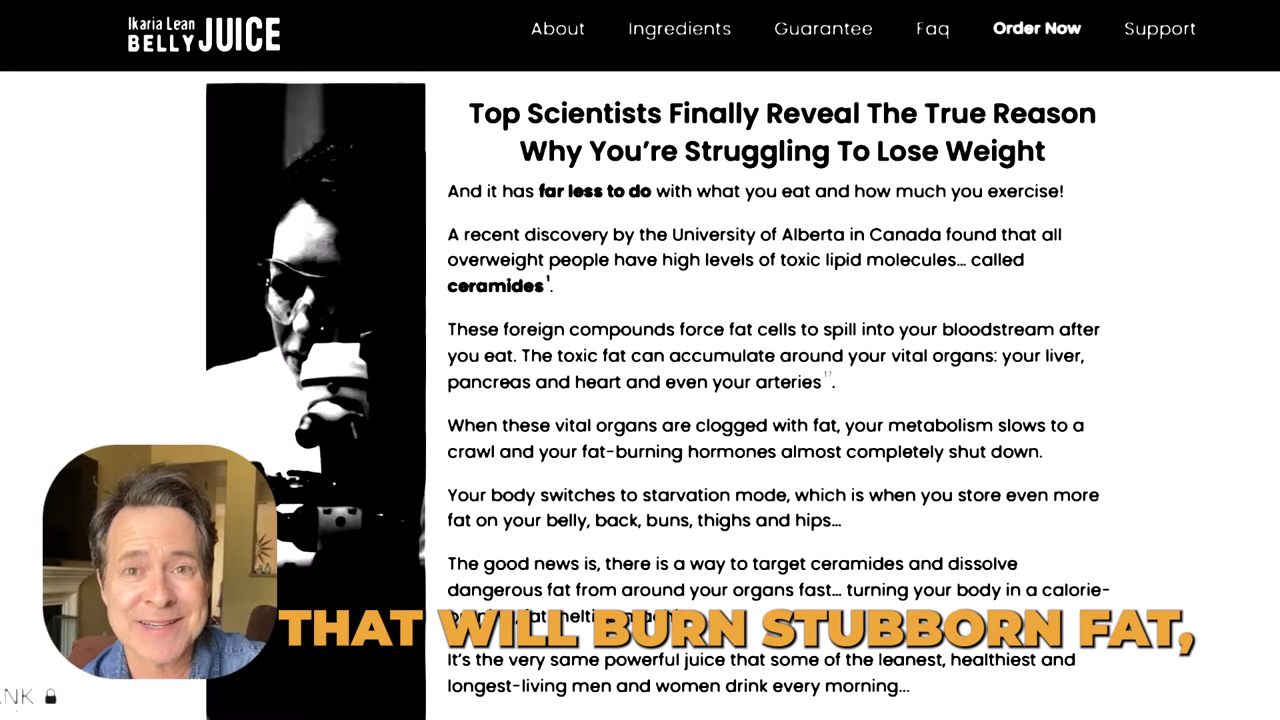 Ikaria Lean
BELLY JUICE
About Ingredients Guarantee Faq Order Now Support
Top Scientists Finally Reveal The True Reason
Why You're Struggling To Lose Weight
And it has far less to do with what you eat and how much you exercise!
A recent discovery by the University of Alberta in Canada found that all
overweight people have high levels of toxic lipid molecules... called
ceramides¹.
These foreign compounds force fat cells to spill into your bloodstream after
you eat. The toxic fat can accumulate around your vital organs: your liver,
pancreas and heart and even your arteries.
When these vital organs are clogged with fat, your metabolism slows to a
crawl and your fat-burning hormones almost completely shut down.
Your body switches to starvation mode, which is when you store even more
fat on your belly, back, buns, thighs and hips...
The good news is, there is a way to target ceramides and dissolve
dangerous fat from around your organs fast... turning your body in a calorie-
THAT WILL BURN STUBBORN FAT,
It's the very same powerful juice that some of the leanest, healthiest and
longest-living men and women drink every morning...